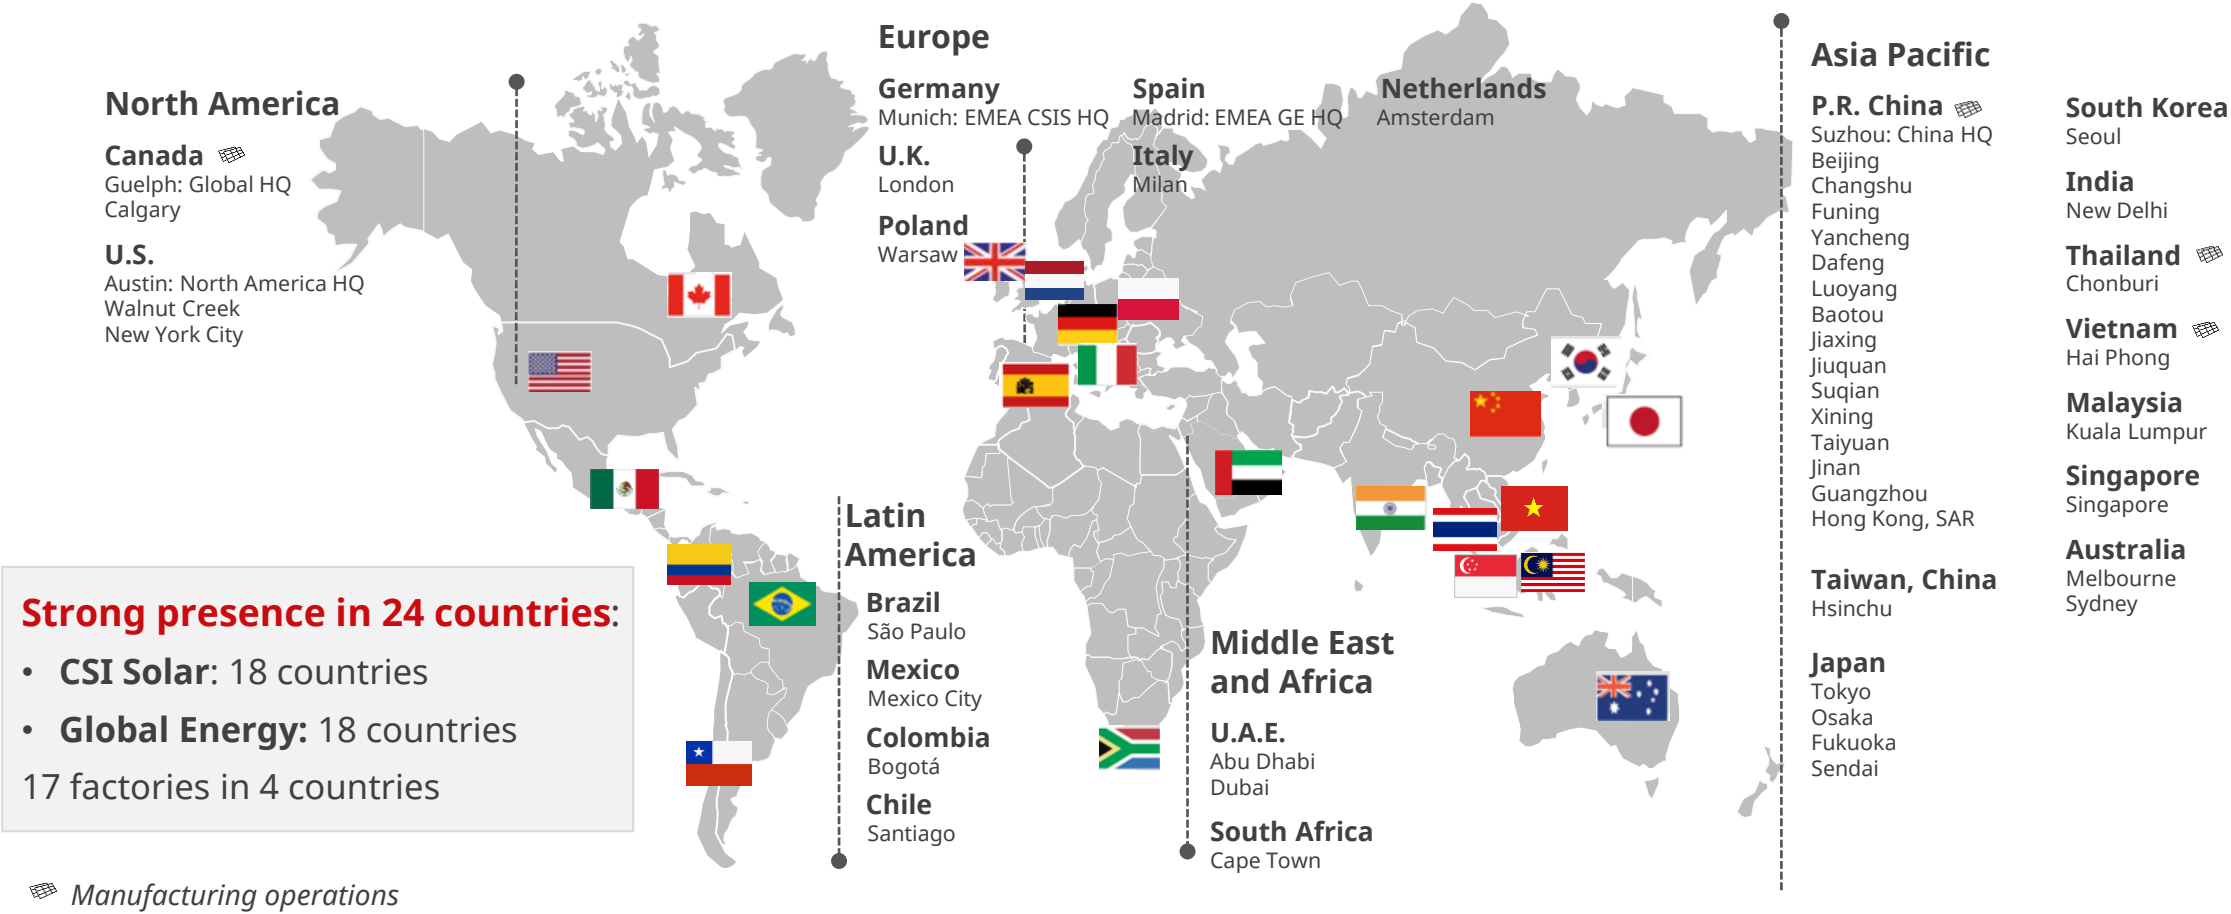 North America
Canada
Guelph: Global HQ
Calgary
U.S.
Austin: North America HQ
Walnut Creek
New York City
Europe
Germany
Munich: EMEA CSIS HQ
U.K.
London
Poland
Warsaw
Spain
Madrid: EMEA GE HQ
Italy
Milan
Netherlands
Amsterdam
Latin
America
Brazil
São Paulo
Mexico
Mexico City
Colombia
Bogotá
Chile
Santiago
Middle East
and Africa
U.A.E.
Abu Dhabi
Dubai
South Africa
Cape Town
Asia Pacific
P.R. China
Suzhou: China HQ
Beijing
Changshu
Funing
Yancheng
Dafeng
Luoyang
Baotou
Jiaxing
Jiuquan
Suqian
Xining
Taiyuan
Jinan
Guangzhou
Hong Kong, SAR
Taiwan, China
Hsinchu
Japan
Tokyo
Osaka
Fukuoka
Sendai
South Korea
Seoul
India
New Delhi
Thailand
Chonburi
Vietnam
Hai Phong
Malaysia
Kuala Lumpur
Singapore
Singapore
Australia
Melbourne
Sydney
Strong presence in 24 countries:
• CSI Solar: 18 countries
• Global Energy: 18 countries
17 factories in 4 countries
Manufacturing operations